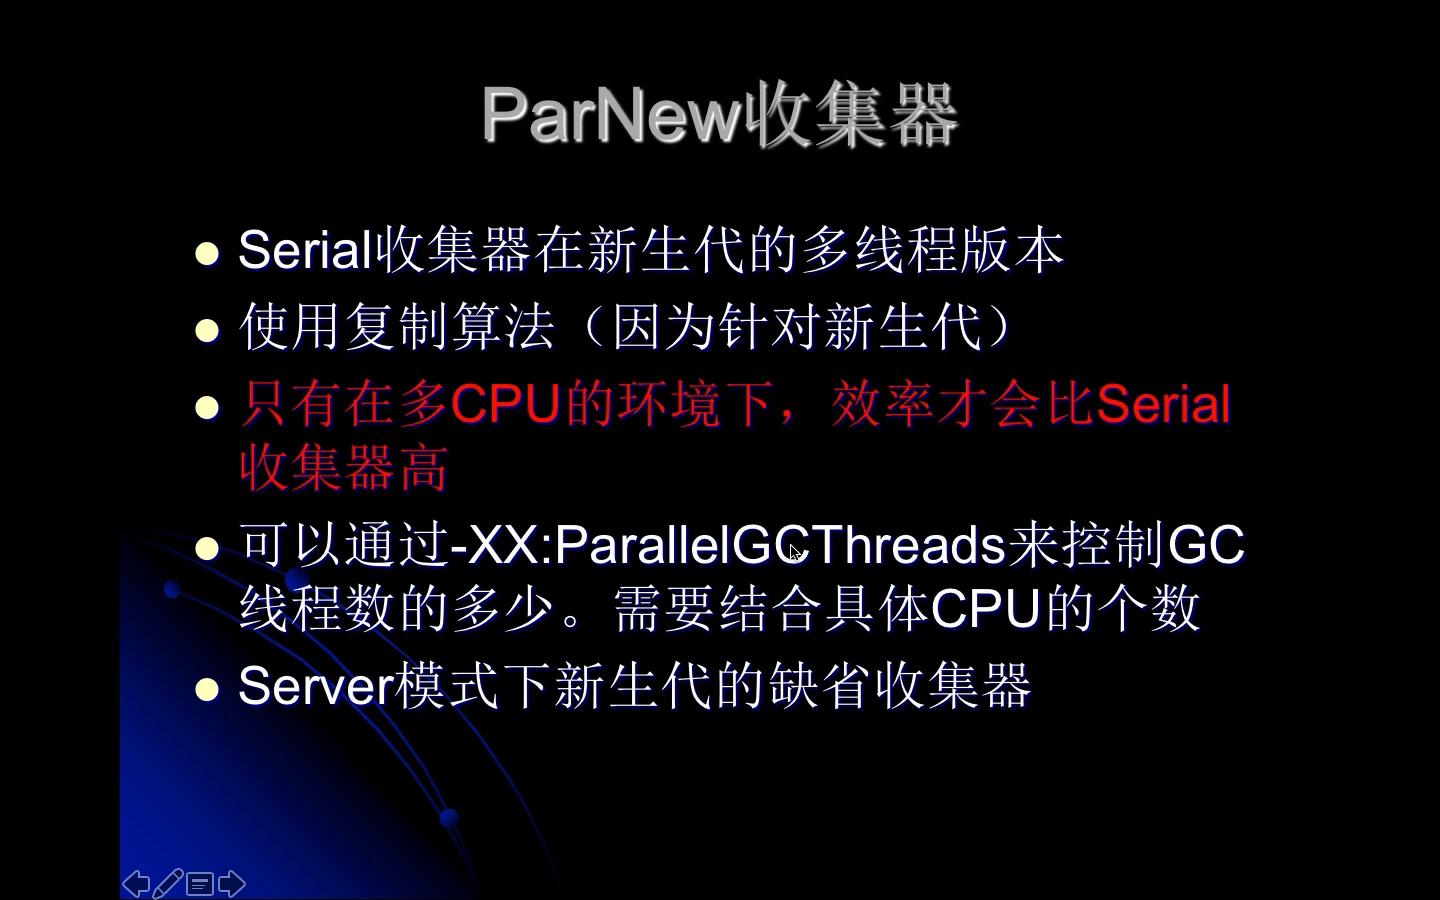 ParNew收集器
Serial收集器在新生代的多线程版本
使用复制算法（因为针对新生代）
只有在多CPU的环境下，效率才会比Serial
收集器高
可以通过-XX:ParallelGCThreads来控制GC
线程数的多少。需要结合具体CPU的个数
Server模式下新生代的缺省收集器